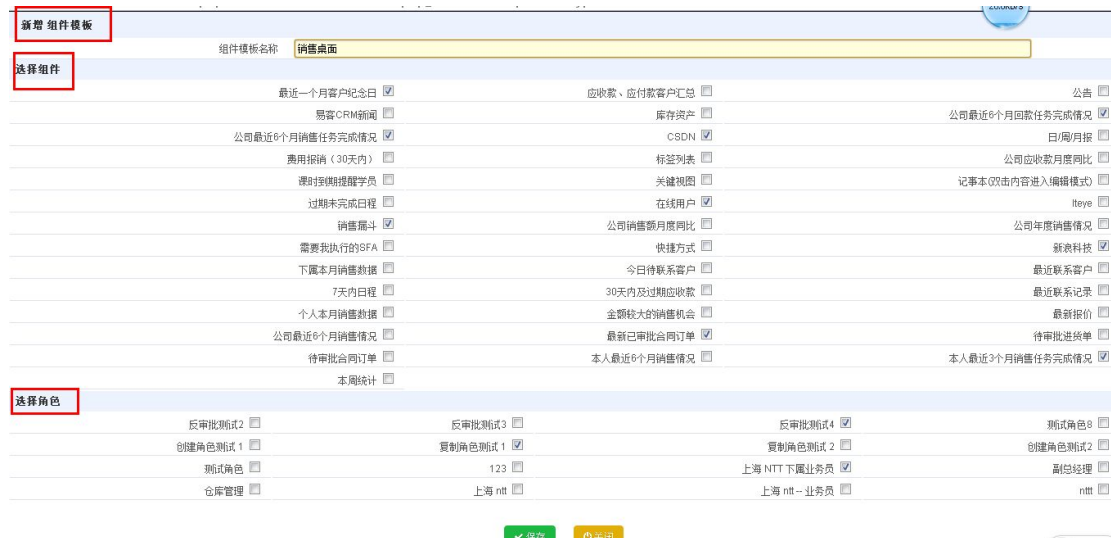 新增 组件模板
组件模板名称 销售桌面
选择组件
最近一个月客户纪念日 应收款、应付款客户汇总 公告
易客CRM新闻 库存资产 公司最近6个月回款任务完成情况
公司最近6个月销售任务完成情况 CSDN 日/周/月报
费用报销（30天内） 标签列表 公司应收款月度同比
课时到期提醒学员 关键视图 记事本(双击内容进入编辑模式)
过期未完成日程 在线用户 Iteye
销售漏斗 公司销售额月度同比 公司年度销售情况
需要我执行的SFA 快捷方式 新浪科技
下属本月销售数据 今日待联系客户 最近联系客户
7天内日程 30天内及过期应收款 最近联系记录
个人本月销售数据 金额较大的销售机会 最新报价
公司最近6个月销售情况 最新已审批合同订单 待审批进货单
待审批合同订单 本人最近6个月销售情况 本人最近3个月销售任务完成情况
本周统计
选择角色
反审批测试2 反审批测试3 反审批测试4 测试角色8
创建角色测试 1 复制角色测试 1 复制角色测试 2 创建角色测试2
测试角色 123 上海 NTT 下属业务员 副总经理
仓库管理 上海 ntt 上海 ntt -- 业务员 nttt
保存 关闭